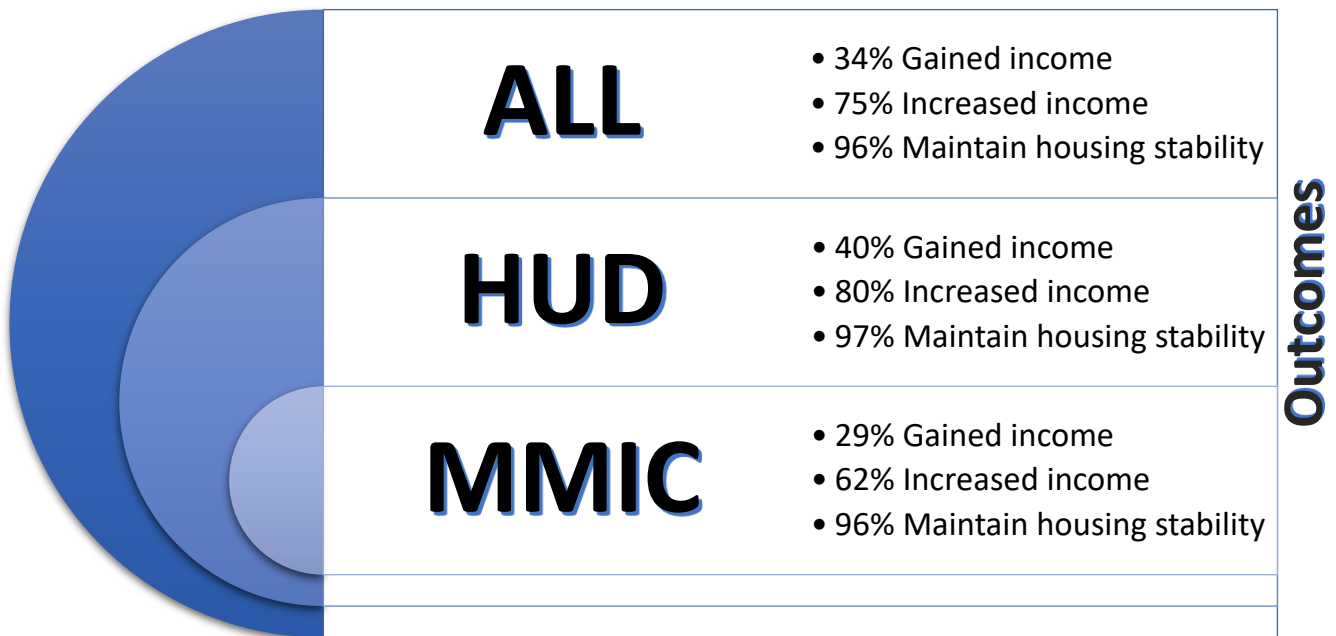 ALL
• 34% Gained income
• 75% Increased income
• 96% Maintain housing stability
HUD
• 40% Gained income
• 80% Increased income
• 97% Maintain housing stability
MMIC
• 29% Gained income
• 62% Increased income
• 96% Maintain housing stability
Outcomes